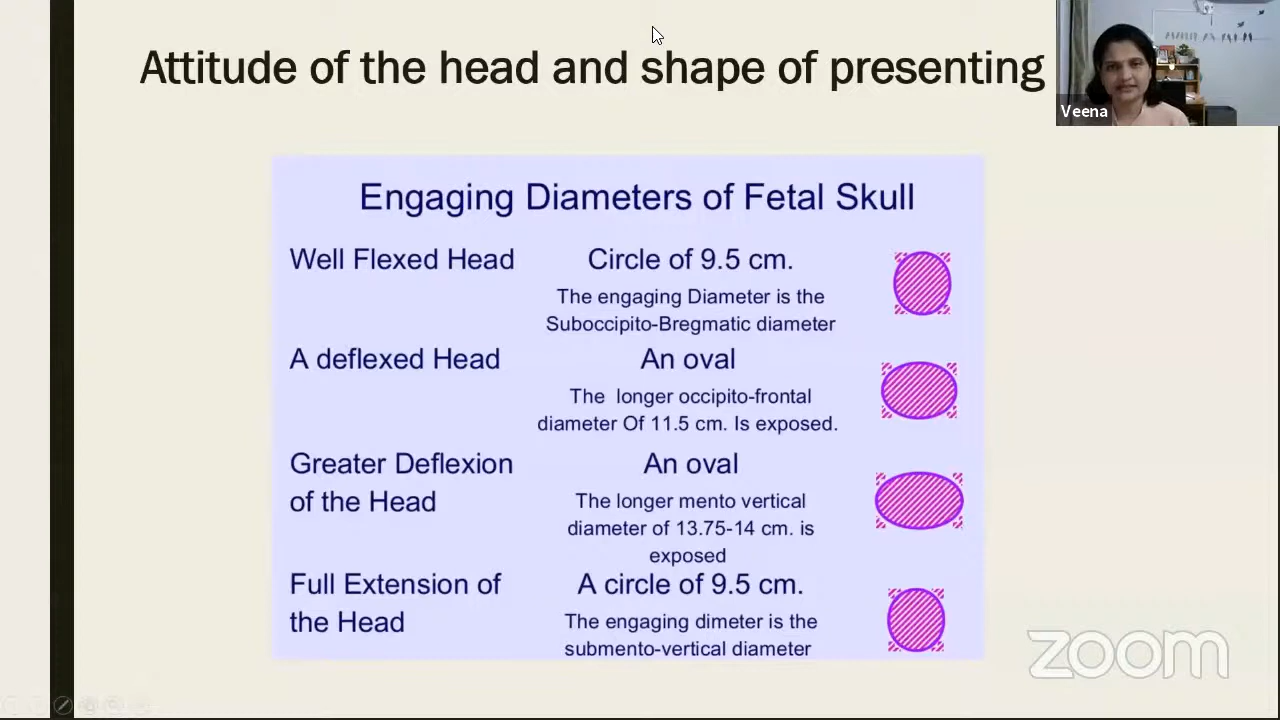 Attitude of the head and shape of presenting
Veena
Engaging Diameters of Fetal Skull
Well Flexed Head
Circle of 9.5 cm.
The engaging Diameter is the
Suboccipito-Bregmatic diameter
A deflexed Head
An oval
The longer occipito-frontal
diameter Of 11.5 cm. Is exposed.
Greater Deflexion
of the Head
An oval
The longer mento vertical
diameter of 13.75-14 cm. is
exposed
Full Extension of
the Head
A circle of 9.5 cm.
The engaging dimeter is the
submento-vertical diameter
zoom